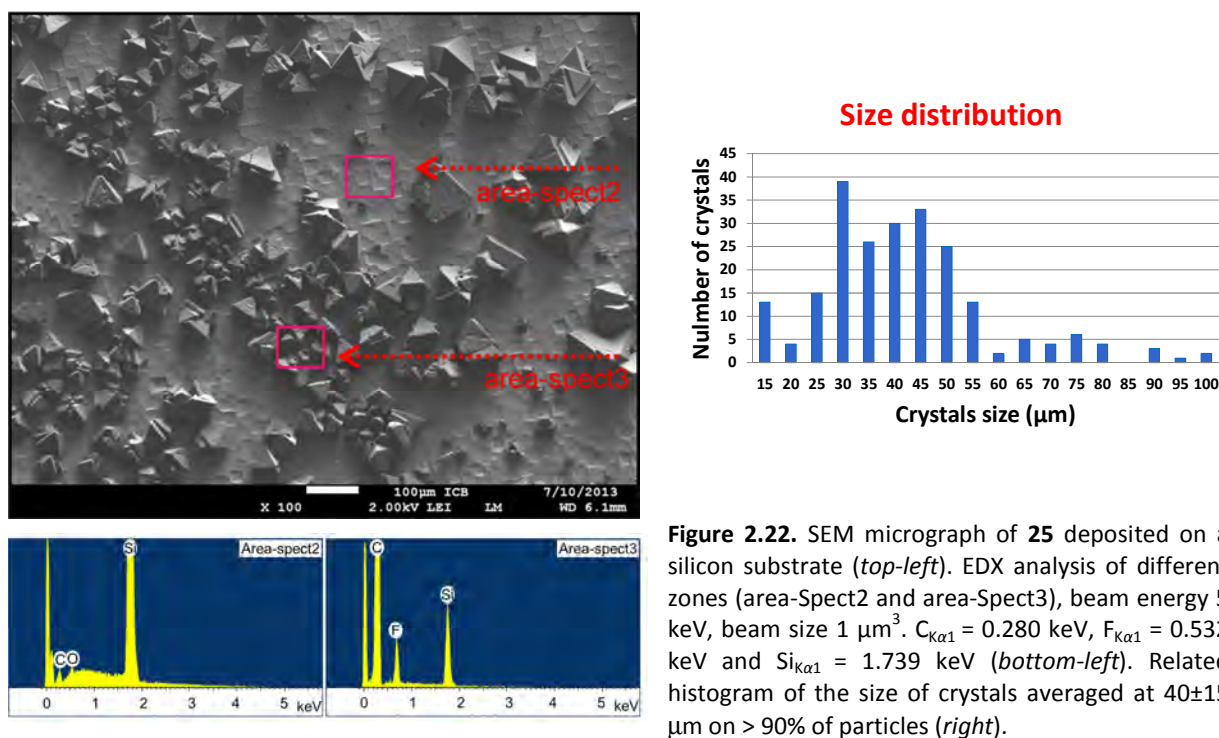 area-spect2
area-spect3
100µm ICB 7/10/2013
X 100 2.00kV LEI LM WD 6.1mm
Size distribution
Nulmber of crystals
45
40
35
30
25
20
15
10
5
0
15 20 25 30 35 40 45 50 55 60 65 70 75 80 85 90 95 100
Crystals size (µm)
Si Area-spect2
C O
0 1 2 3 4 5 keV
C Area-spect3
Si
F
0 1 2 3 4 5 keV
Figure 2.22. SEM micrograph of 25 deposited on a
silicon substrate (top-left). EDX analysis of differen
zones (area-Spect2 and area-Spect3), beam energy 5
keV, beam size 1 µm³. CKα1 = 0.280 keV, FKα1 = 0.532
keV and SiKα1 = 1.739 keV (bottom-left). Related
histogram of the size of crystals averaged at 40±15
µm on > 90% of particles (right).